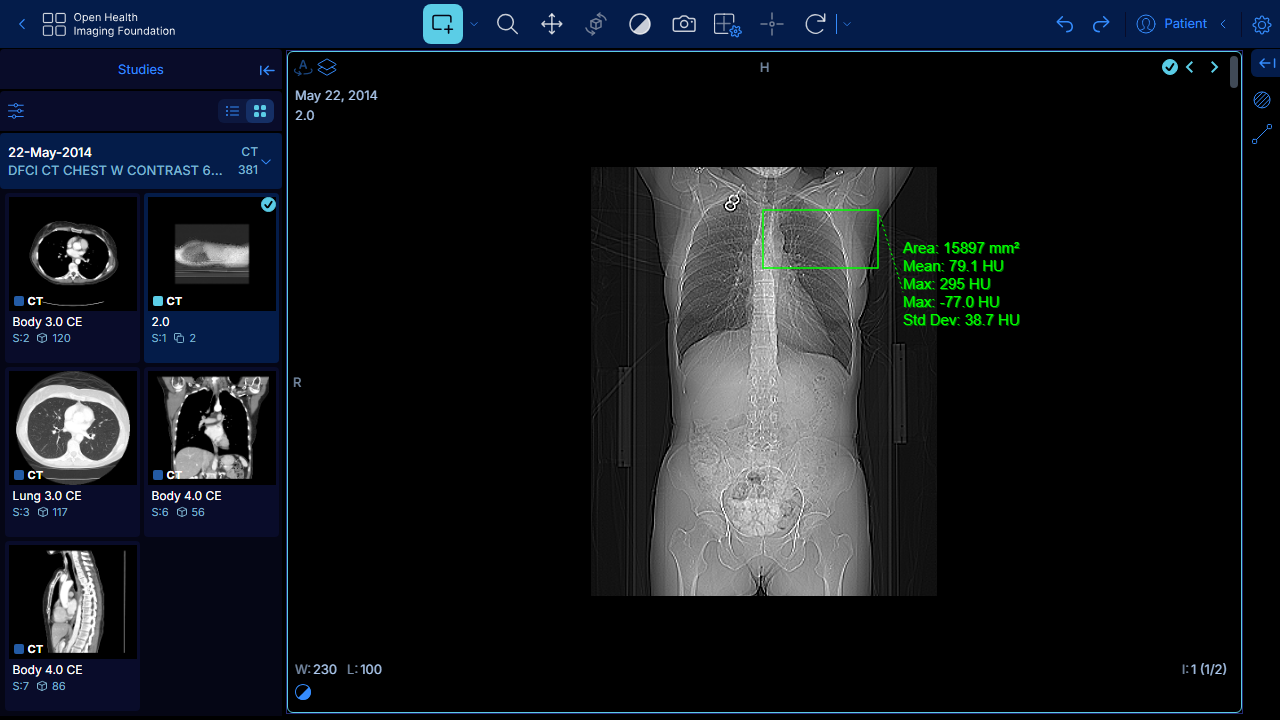 Open Health
Imaging Foundation
Patient
Studies
22-May-2014
CT
DFCI CT CHEST W CONTRAST 6...
381
CT
Body 3.0 CE
S:2 120
CT
2.0
S:1 2
CT
Lung 3.0 CE
S:3 117
CT
Body 4.0 CE
S:6 56
CT
Body 4.0 CE
S:7 86
A
H
May 22, 2014
2.0
R
Area: 15897 mm²
Mean: 79.1 HU
Max: 295 HU
Max: -77.0 HU
Std Dev: 38.7 HU
W: 230 L: 100
I: 1 (1/2)